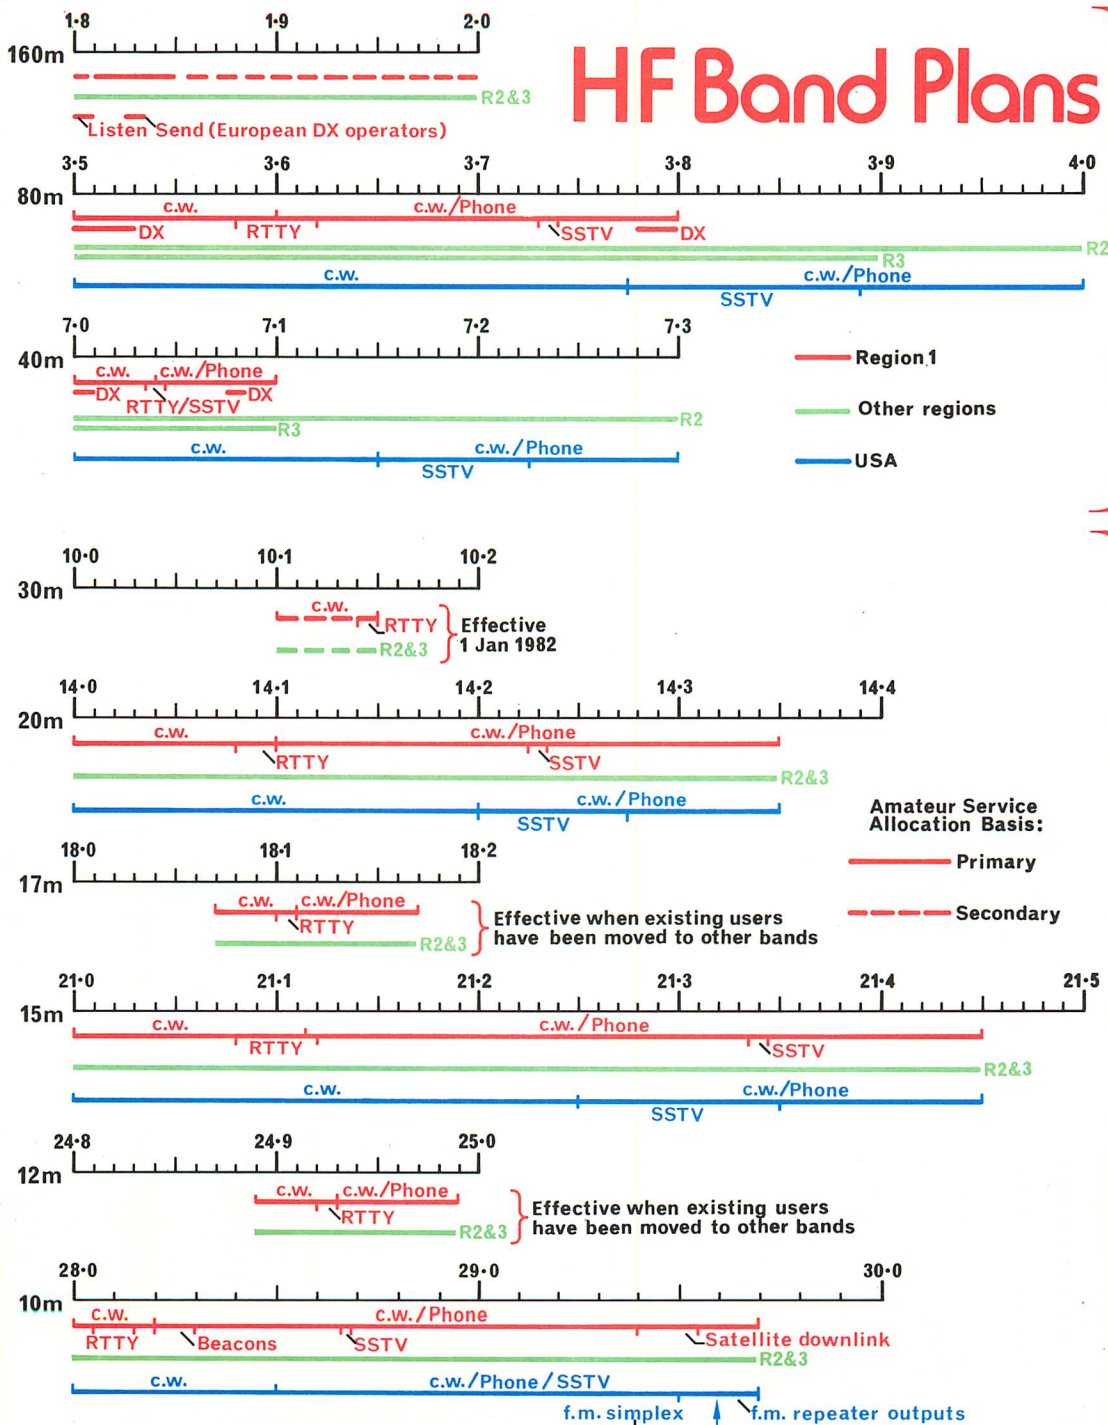 HF Band Plans
1·8 1·9 2·0
160m
R2&3
Listen Send (European DX operators)
3·5 3·6 3·7 3·8 3·9 4·0
80m
c.w. c.w./Phone
DX RTTY SSTV DX
R2
R3
c.w. c.w./Phone
SSTV
7·0 7·1 7·2 7·3
40m
c.w. c.w./Phone
DX DX
RTTY/SSTV
R2
R3
c.w. c.w./Phone
SSTV
Region 1
Other regions
USA
10·0 10·1 10·2
30m
c.w.
RTTY
R2&3
Effective
1 Jan 1982
14·0 14·1 14·2 14·3 14·4
20m
c.w. c.w./Phone
RTTY SSTV
R2&3
c.w. c.w./Phone
SSTV
Amateur Service
Allocation Basis:
Primary
Secondary
18·0 18·1 18·2
17m
c.w. c.w./Phone
RTTY
R2&3
Effective when existing users
have been moved to other bands
21·0 21·1 21·2 21·3 21·4 21·5
15m
c.w. c.w./Phone
RTTY SSTV
R2&3
c.w. c.w./Phone
SSTV
24·8 24·9 25·0
12m
c.w. c.w./Phone
RTTY
R2&3
Effective when existing users
have been moved to other bands
28·0 29·0 30·0
10m
c.w. c.w./Phone
RTTY Beacons SSTV Satellite downlink
R2&3
c.w. c.w./Phone/SSTV
f.m. simplex f.m. repeater outputs